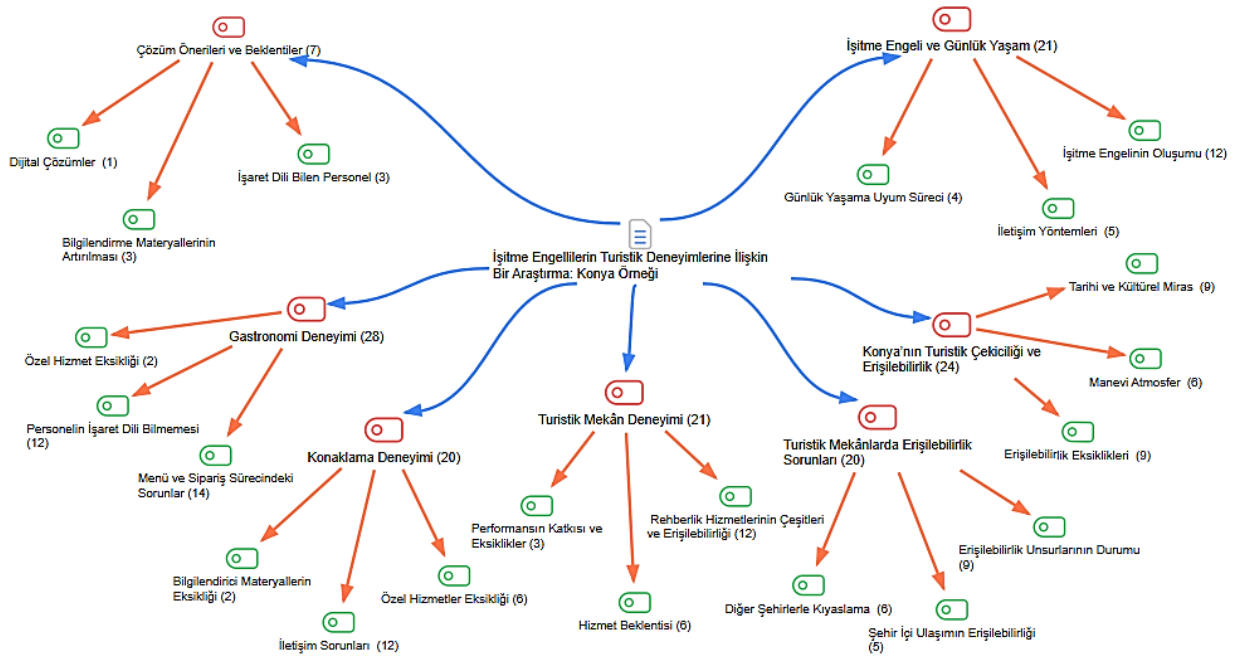 Çözüm Önerileri ve Beklentiler (7)
Dijital Çözümler (1)
Bilgilendirme Materyallerinin
Artırılması (3)
İşaret Dili Bilen Personel (3)
İşitme Engeli ve Günlük Yaşam (21)
Günlük Yaşama Uyum Süreci (4)
İletişim Yöntemleri (5)
İşitme Engelinin Oluşumu (12)
İşitme Engellilerin Turistik Deneyimlerine İlişkin
Bir Araştırma: Konya Örneği
Gastronomi Deneyimi (28)
Özel Hizmet Eksikliği (2)
Personelin İşaret Dili Bilmemesi
(12)
Menü ve Sipariş Sürecindeki
Sorunlar (14)
Konaklama Deneyimi (20)
Bilgilendirici Materyallerin
Eksikliği (2)
İletişim Sorunları (12)
Özel Hizmetler Eksikliği (6)
Turistik Mekân Deneyimi (21)
Performansın Katkısı ve
Eksiklikler (3)
Hizmet Beklentisi (6)
Rehberlik Hizmetlerinin Çeşitleri
ve Erişilebilirliği (12)
Turistik Mekânlarda Erişilebilirlik
Sorunları (20)
Diğer Şehirlerle Kıyaslama (6)
Şehir İçi Ulaşımın Erişilebilirliği
(5)
Erişilebilirlik Unsurlarının Durumu
(9)
Konya'nın Turistik Çekiciliği ve
Erişilebilirlik (24)
Tarihi ve Kültürel Miras (9)
Manevi Atmosfer (6)
Erişilebilirlik Eksiklikleri (9)